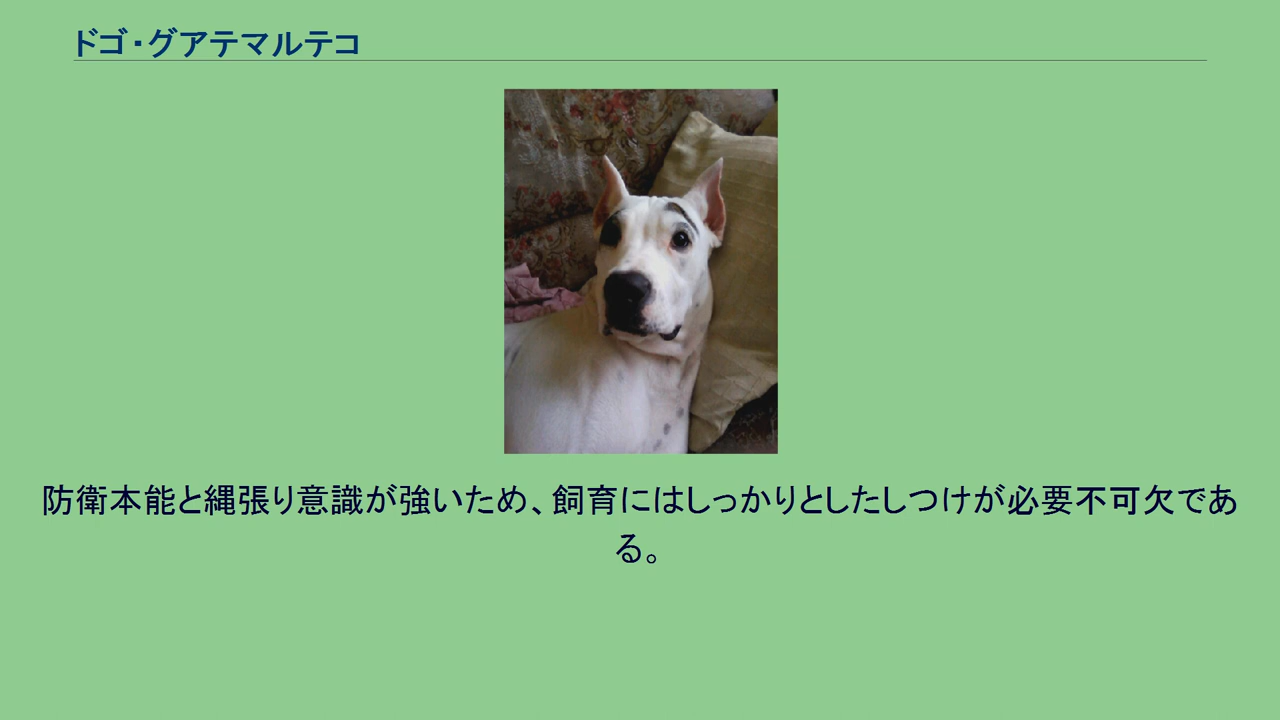 ドゴ・グアテマルテコ
防衛本能と縄張り意識が強いため、飼育にはしっかりとしたしつけが必要不可欠であ
る。